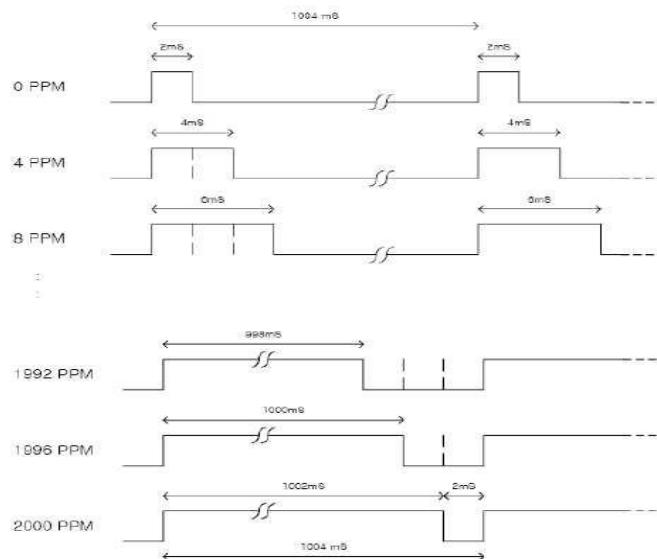 1004 mS
2mS 2mS
0 PPM
4mS 4mS
4 PPM
6mS 6mS
8 PPM
:
:
998mS
1992 PPM
1000mS
1996 PPM
1002mS 2mS
2000 PPM
1004 mS